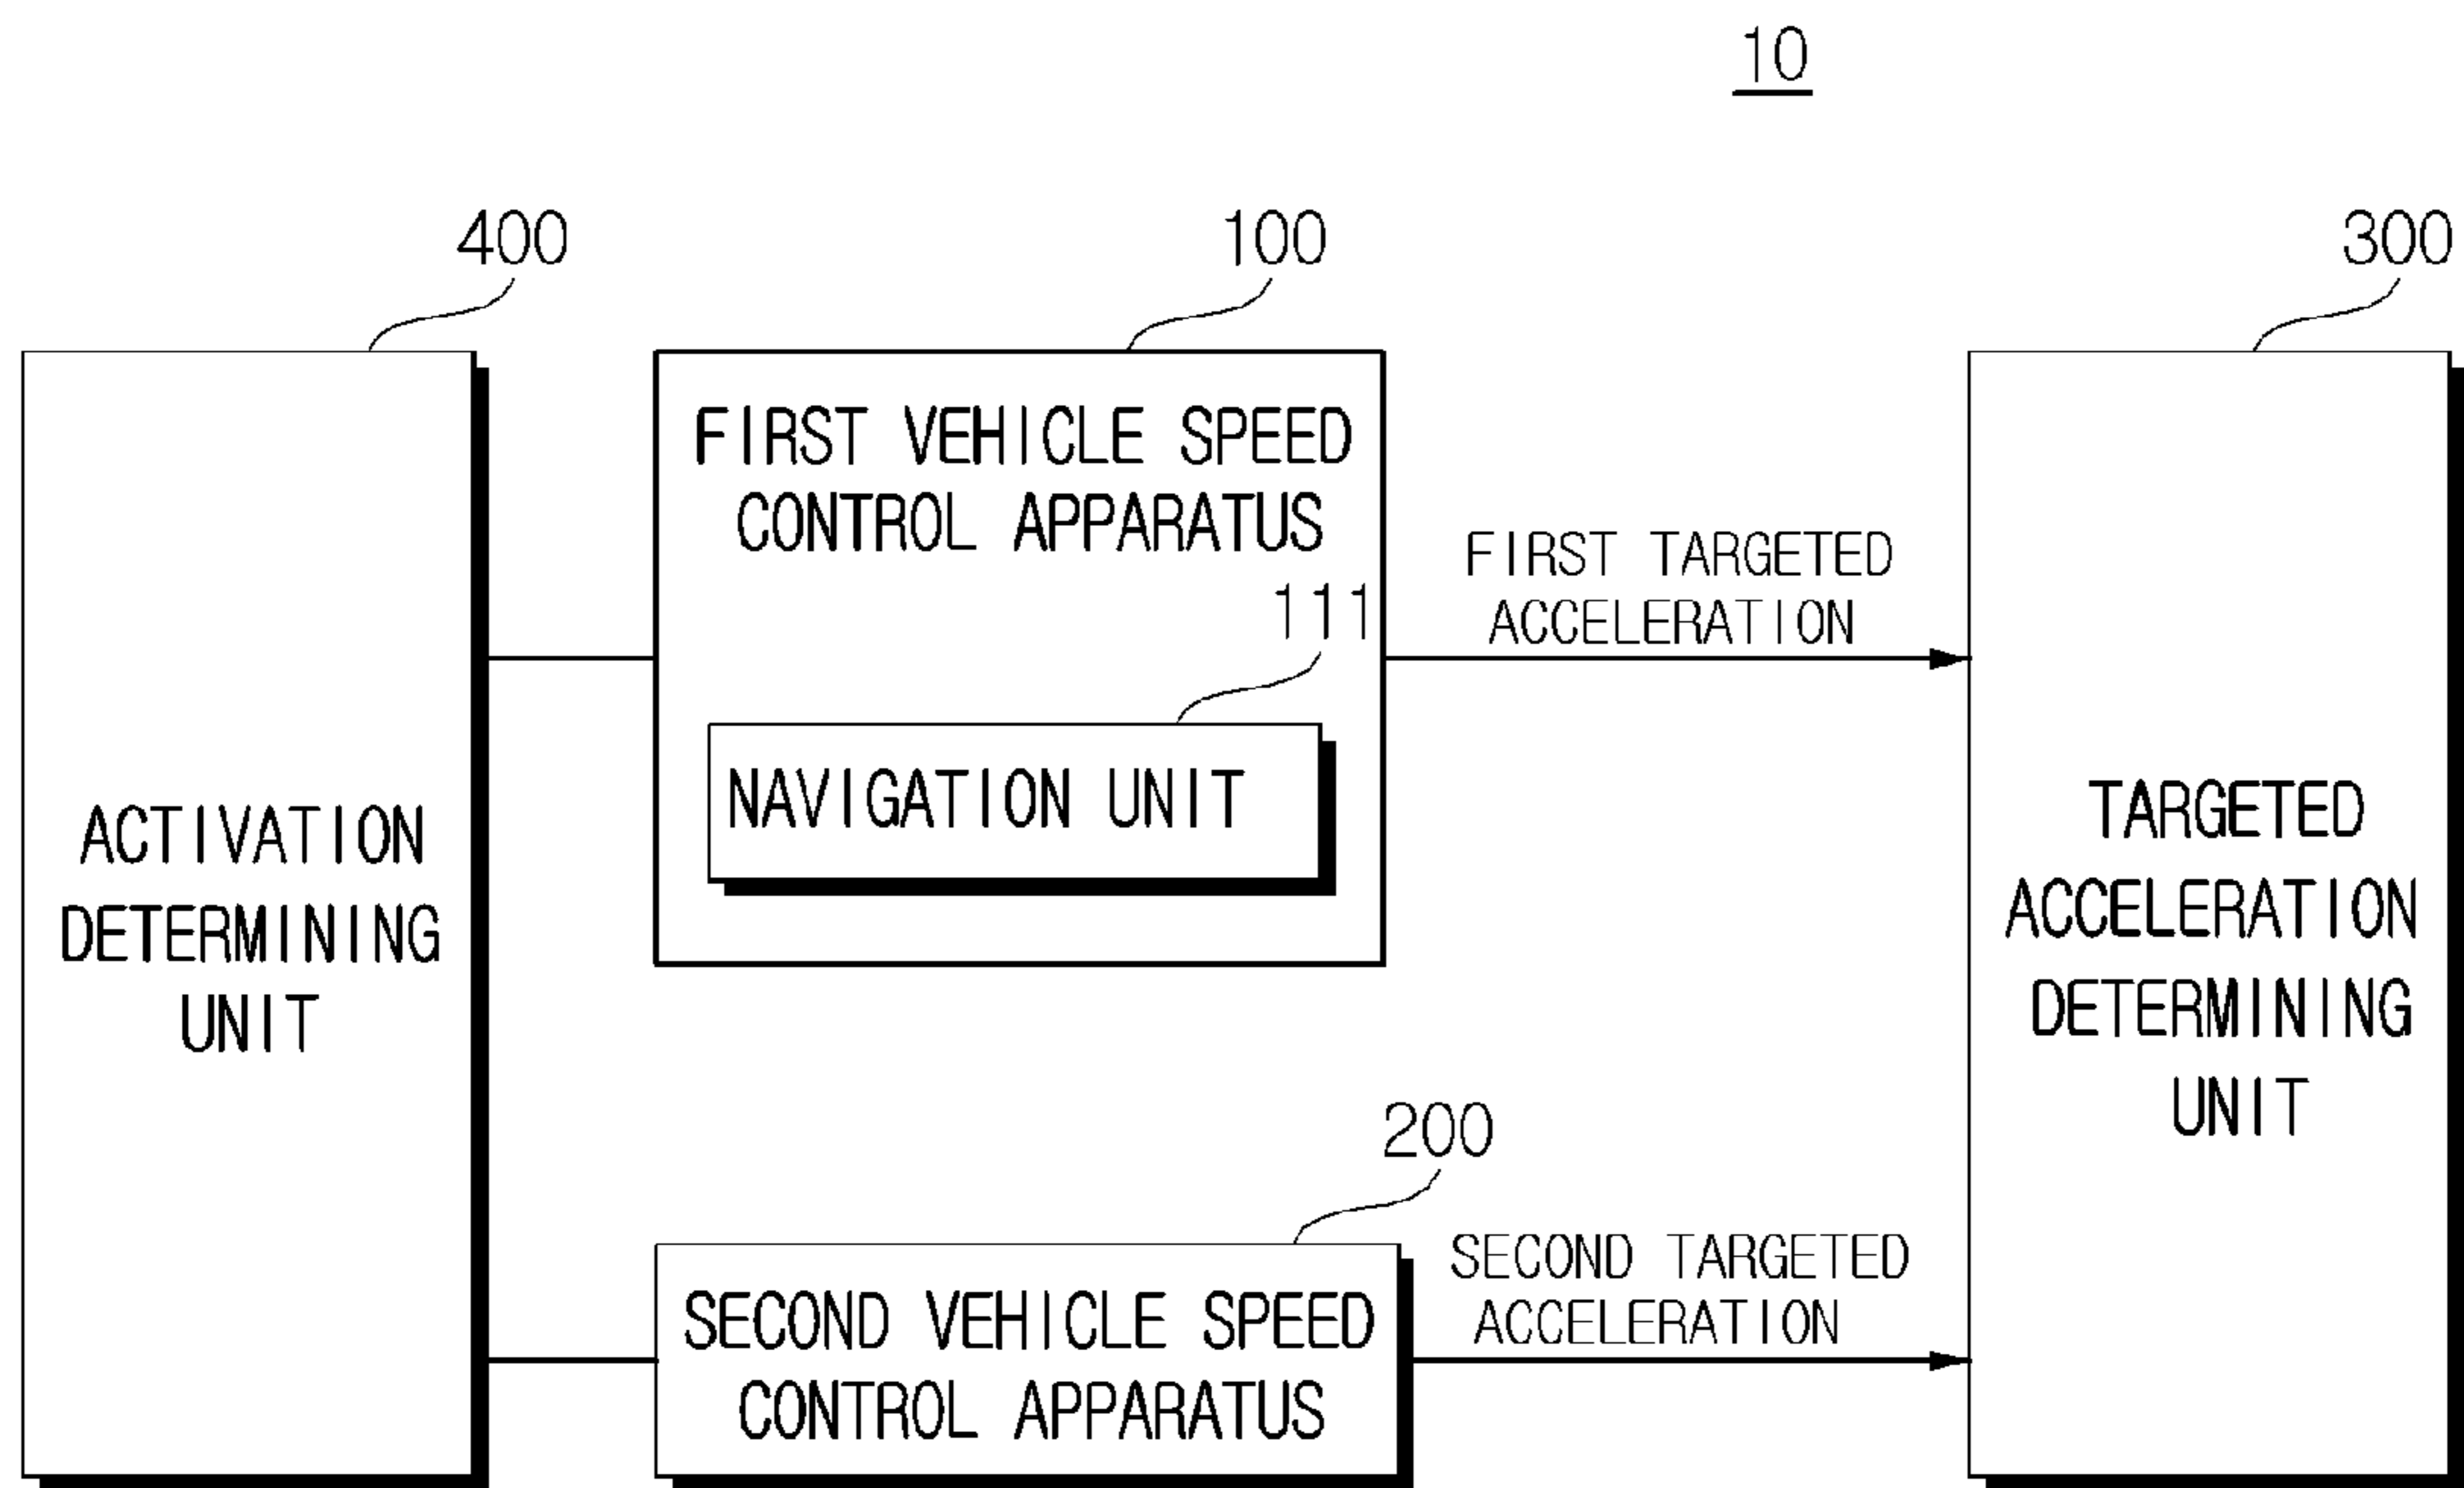 10
400
100
300
FIRST VEHICLE SPEED
CONTROL APPARATUS
111
NAVIGATION UNIT
FIRST TARGETED
ACCELERATION
ACTIVATION
DETERMINING
UNIT
TARGETED
ACCELERATION
DETERMINING
UNIT
200
SECOND VEHICLE SPEED
CONTROL APPARATUS
SECOND TARGETED
ACCELERATION